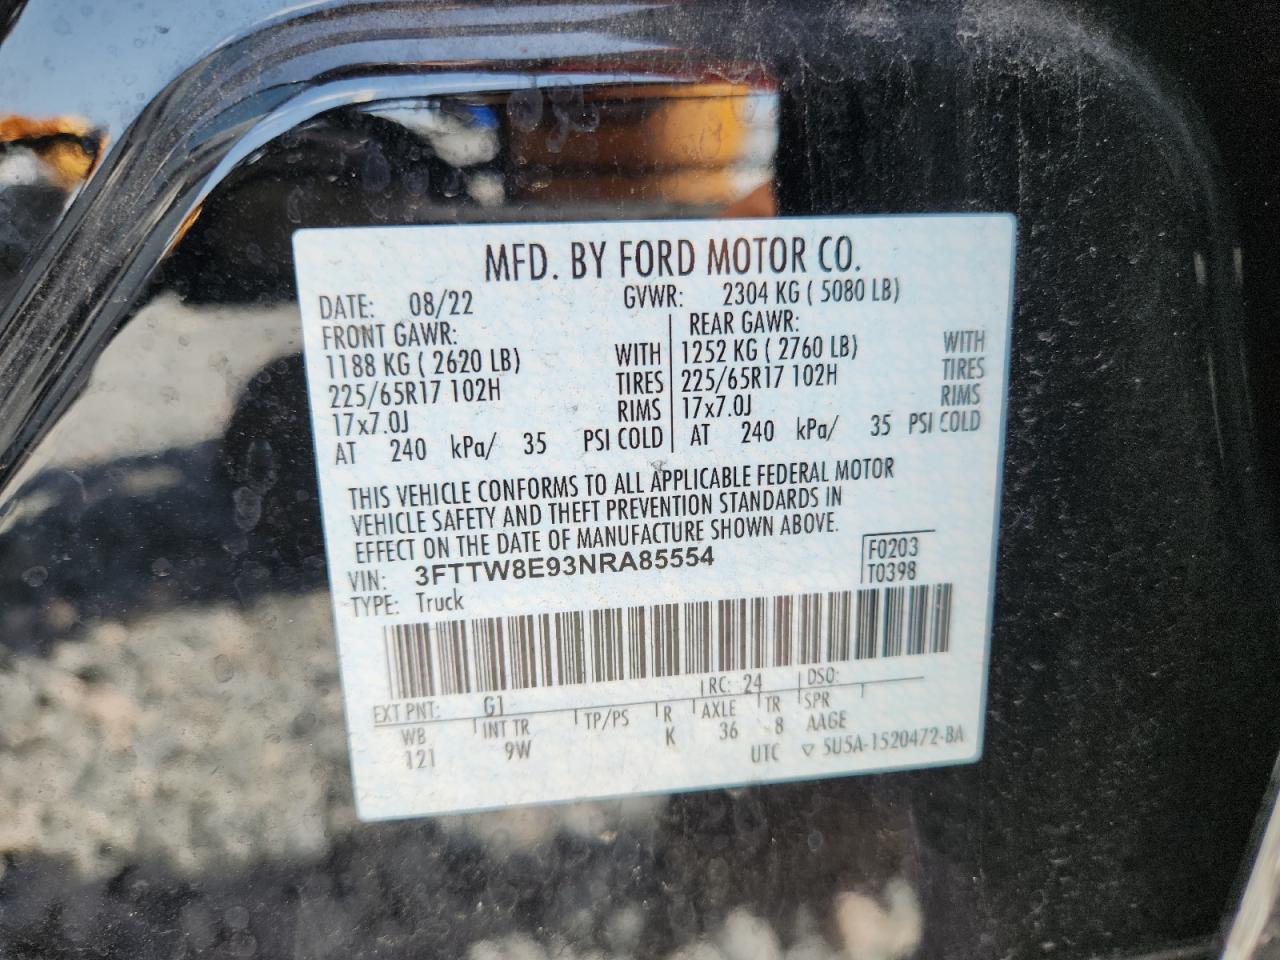 MFD. BY FORD MOTOR CO.
DATE: 08/22 GVWR: 2304 KG ( 5080 LB)
FRONT GAWR: REAR GAWR:
1188 KG ( 2620 LB) WITH 1252 KG ( 2760 LB) WITH
225/65R17 102H TIRES 225/65R17 102H TIRES
17x7.0J RIMS 17x7.0J RIMS
AT 240 kPa/ 35 PSI COLD AT 240 kPa/ 35 PSI COLD
THIS VEHICLE CONFORMS TO ALL APPLICABLE FEDERAL MOTOR
VEHICLE SAFETY AND THEFT PREVENTION STANDARDS IN
EFFECT ON THE DATE OF MANUFACTURE SHOWN ABOVE.
VIN: 3FTTW8E93NRA85554 F0203
TYPE: Truck T0398
EXT PNT: G1 RC: 24 DSO:
WB INT TR TP/PS R AXLE TR SPR
121 9W K 36 8 AAGE
UTC ▽ 5U5A-1520472-BA